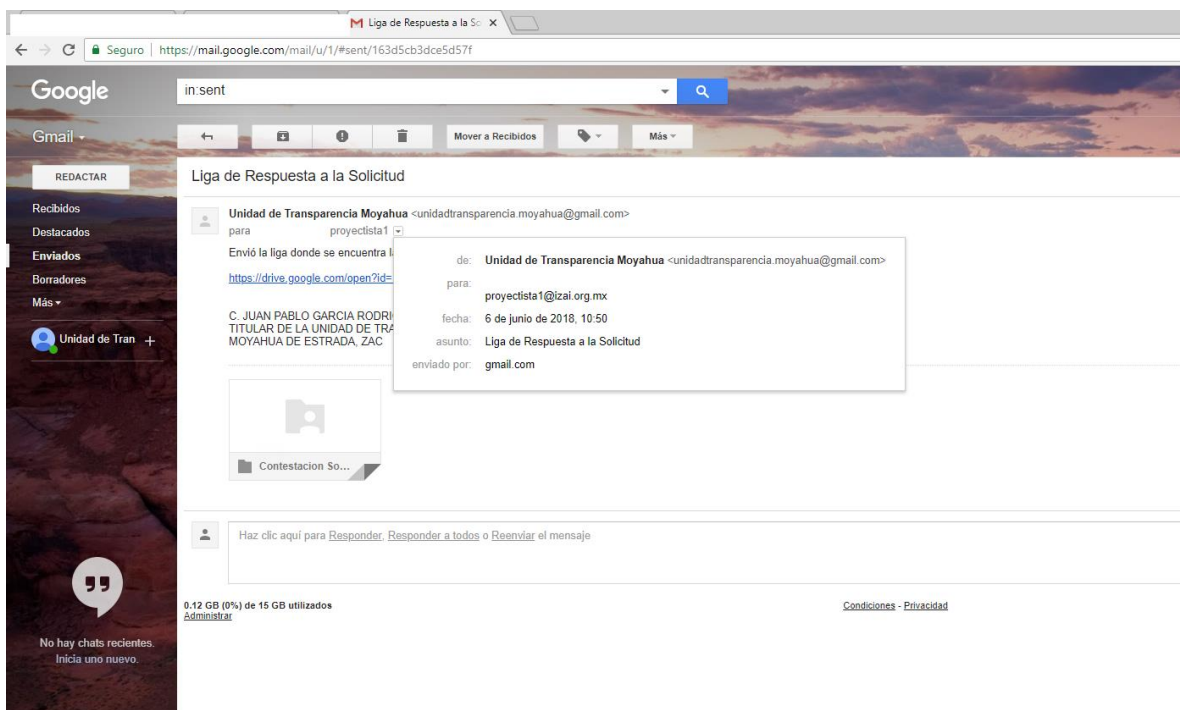 Liga de Respuesta a la So
Seguro | https://mail.google.com/mail/u/1/#sent/163d5cb3dce5d57f
Google
in:sent
Gmail
Mover a Recibidos
Más
REDACTAR
Liga de Respuesta a la Solicitud
Recibidos
Destacados
Enviados
Borradores
Más
Unidad de Tran
Unidad de Transparencia Moyahua <unidadtransparencia.moyahua@gmail.com>
para proyectista1
Envió la liga donde se encuentra
https://drive.google.com/open?id=
C. JUAN PABLO GARCIA RODRI
TITULAR DE LA UNIDAD DE TRA
MOYAHUA DE ESTRADA, ZAC
de: Unidad de Transparencia Moyahua <unidadtransparencia.moyahua@gmail.com>
para:
proyectista1@izai.org.mx
fecha: 6 de junio de 2018, 10:50
asunto: Liga de Respuesta a la Solicitud
enviado por: gmail.com
Contestacion So...
Haz clic aquí para Responder, Responder a todos o Reenviar el mensaje
0.12 GB (0%) de 15 GB utilizados
Administrar
Condiciones - Privacidad
No hay chats recientes.
Inicia uno nuevo.